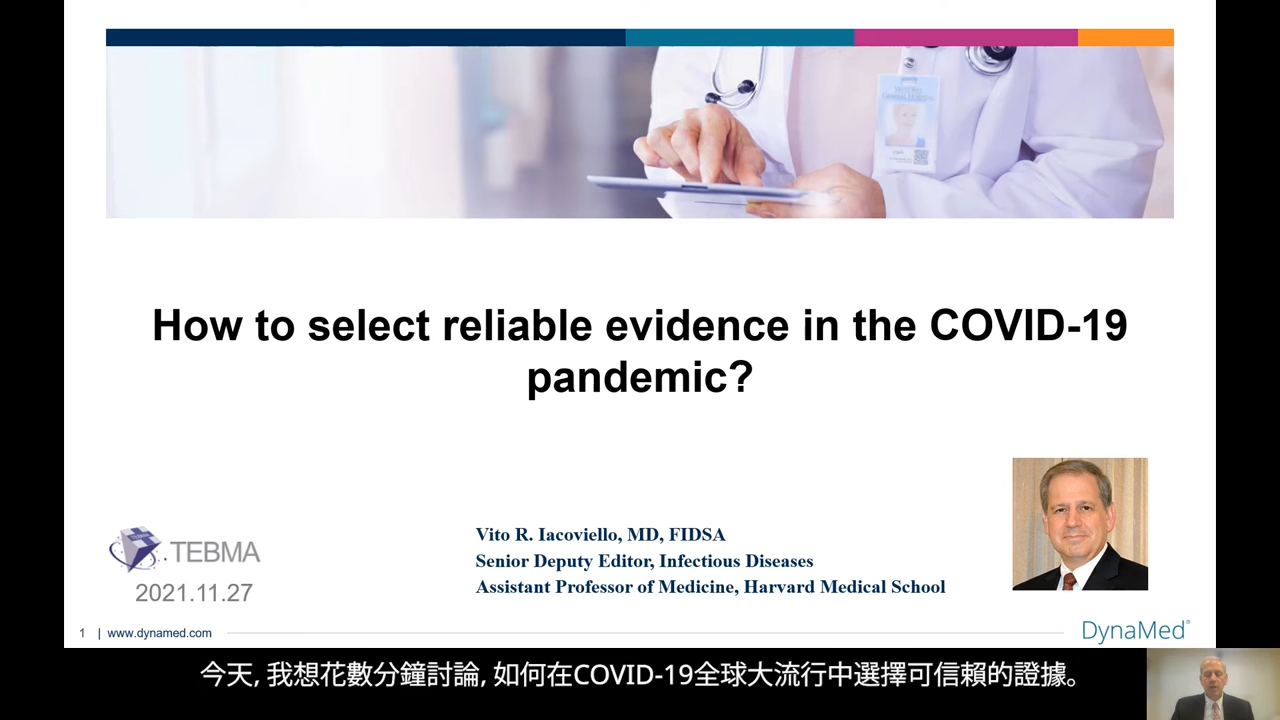 How to select reliable evidence in the COVID-19
pandemic?
Vito R. Iacoviello, MD, FIDSA
Senior Deputy Editor, Infectious Diseases
Assistant Professor of Medicine, Harvard Medical School
TEBMA
2021.11.27
1 | www.dynamed.com
DynaMed®
今天, 我想花數分鐘討論, 如何在COVID-19全球大流行中選擇可信賴的證據。